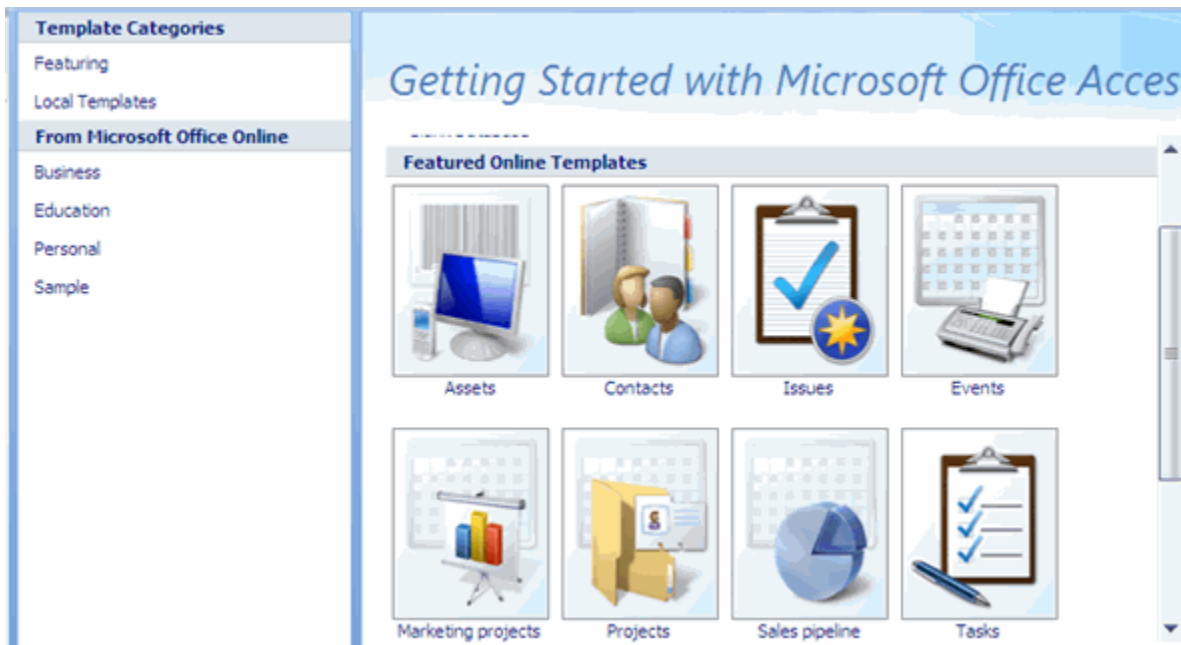 Template Categories
Featuring
Local Templates
From Microsoft Office Online
Business
Education
Personal
Sample
Getting Started with Microsoft Office Acces
Featured Online Templates
Assets Contacts Issues Events
Marketing projects Projects Sales pipeline Tasks